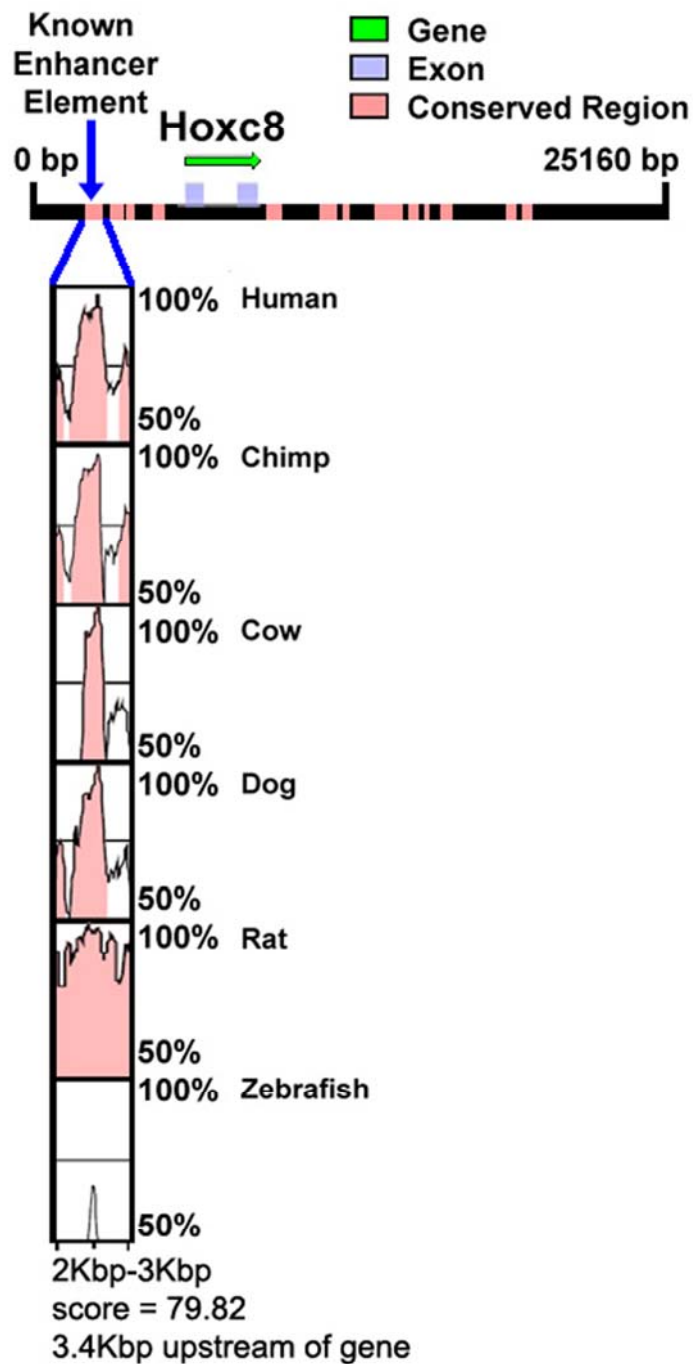 Known
Enhancer
Element
Gene
Exon
Conserved Region
Hoxc8
0 bp
25160 bp
100% Human
50%
100% Chimp
50%
100% Cow
50%
100% Dog
50%
100% Rat
50%
100% Zebrafish
50%
2Kbp-3Kbp
score = 79.82
3.4Kbp upstream of gene